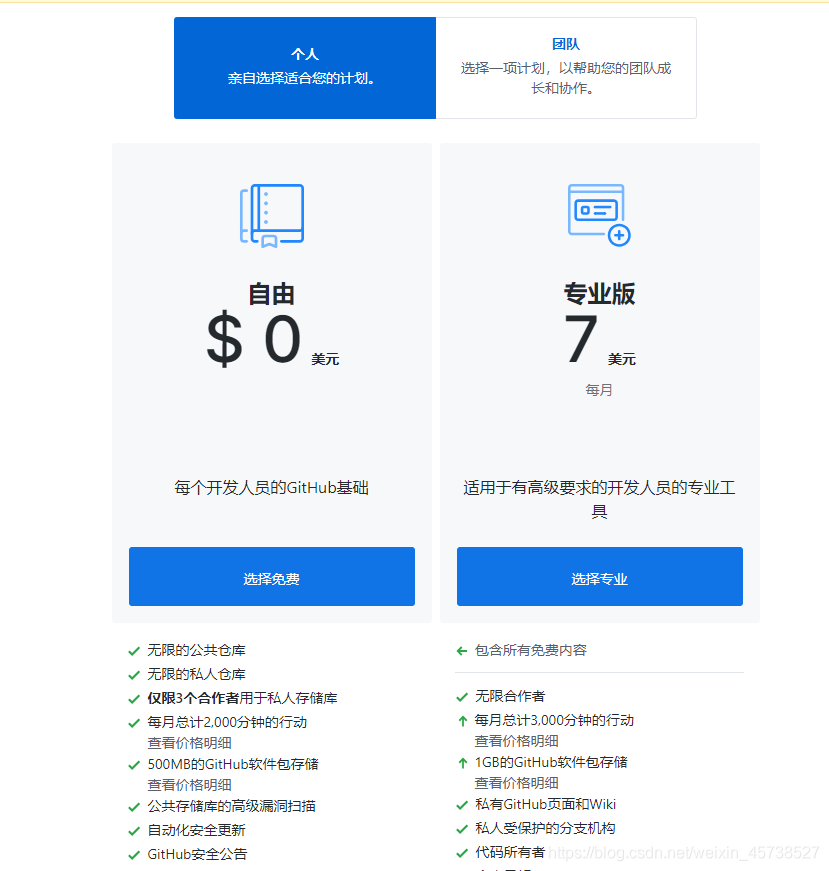 个人
亲自选择适合您的计划。
团队
选择一项计划，以帮助您的团队成
长和协作。
自由
$ 0 美元
每个开发人员的GitHub基础
选择免费
无限的公共仓库
无限的私人仓库
仅限3个合作者用于私人存储库
每月总计2,000分钟的行动
查看价格明细
500MB的GitHub软件包存储
查看价格明细
公共存储库的高级漏洞扫描
自动化安全更新
GitHub安全公告
专业版
7 美元
每月
适用于有高级要求的开发人员的专业工
具
选择专业
包含所有免费内容
无限合作者
每月总计3,000分钟的行动
查看价格明细
1GB的GitHub软件包存储
查看价格明细
私有GitHub页面和Wiki
私人受保护的分支机构
代码所有者
https://blog.csdn.net/weixin_45738527